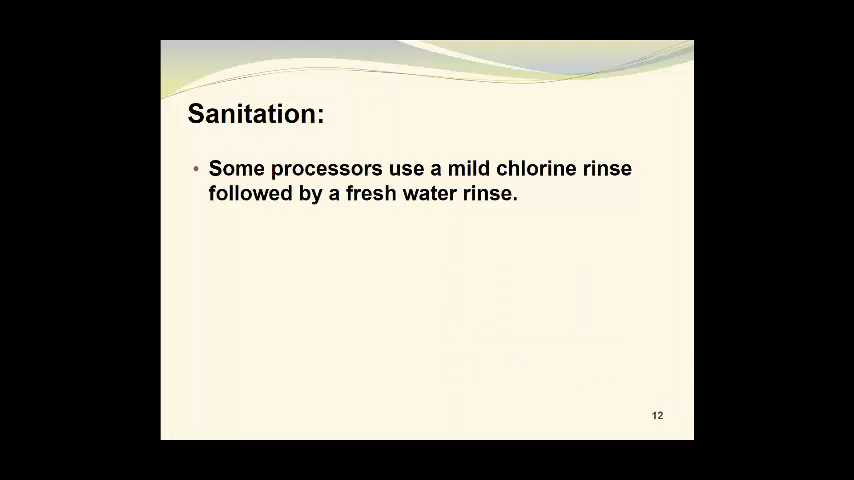 Sanitation:
• Some processors use a mild chlorine rinse
followed by a fresh water rinse.
12